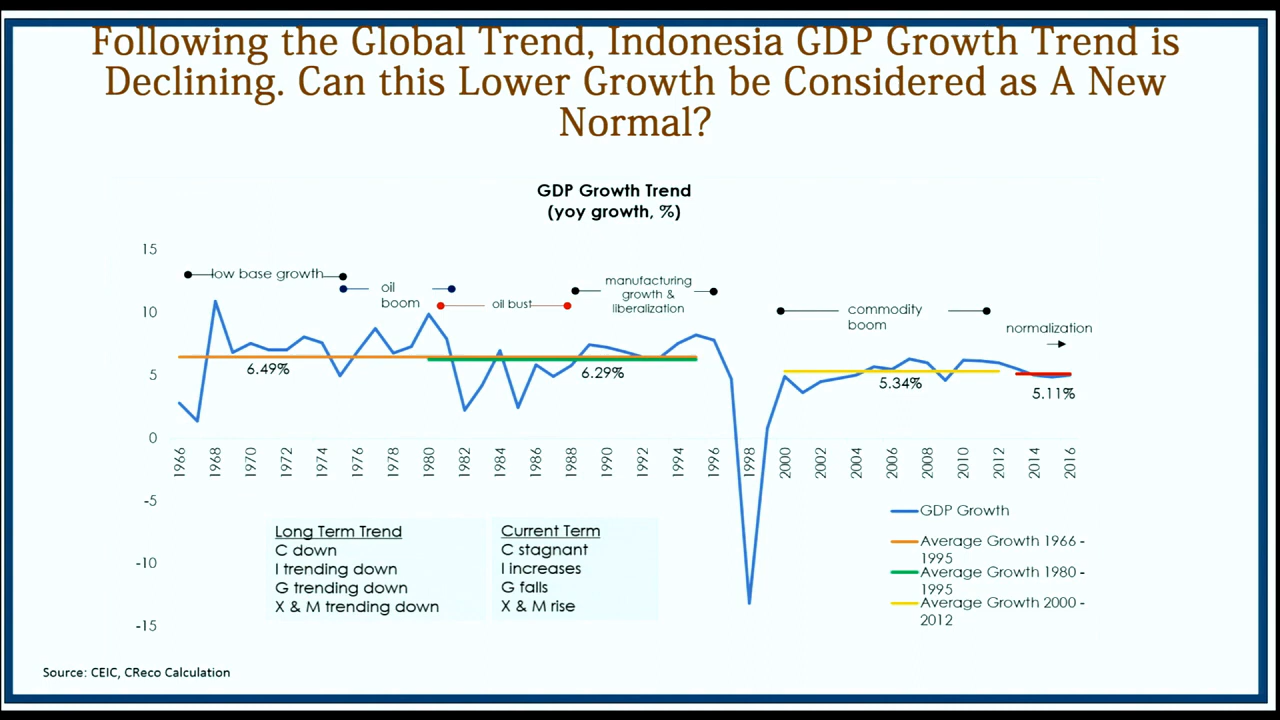 Following the Global Trend, Indonesia GDP Growth Trend is
Declining. Can this Lower Growth be Considered as A New
Normal?
GDP Growth Trend
(yoy growth, %)
15
10
5
0
-5
-10
-15
low base growth
oil
boom
oil bust
manufacturing
growth &
liberalization
commodity
boom
normalization
6.49%
6.29%
5.34%
5.11%
1966
1968
1970
1972
1974
1976
1978
1980
1982
1984
1986
1988
1990
1992
1994
1996
1998
2000
2002
2004
2006
2008
2010
2012
2014
2016
Long Term Trend
C down
I trending down
G trending down
X & M trending down
Current Term
C stagnant
I increases
G falls
X & M rise
GDP Growth
Average Growth 1966 -
1995
Average Growth 1980 -
1995
Average Growth 2000 -
2012
Source: CEIC, CReco Calculation